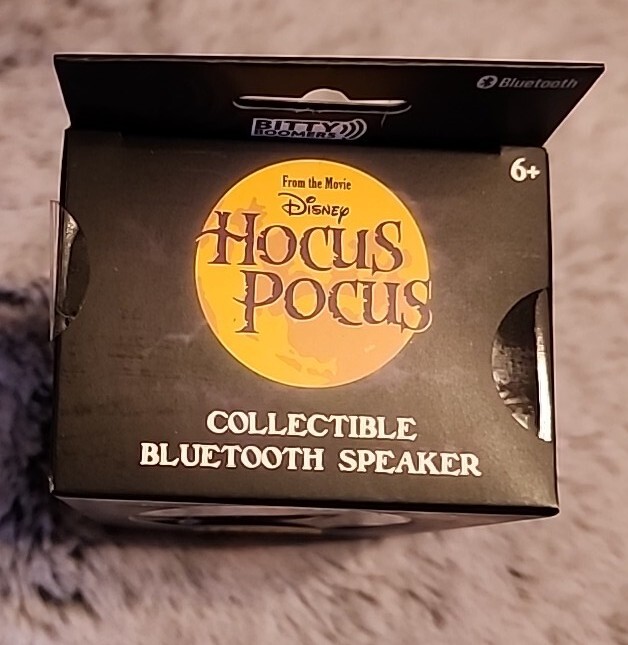 Bluetooth
BITTY
BOOMERS
6+
From the Movie
Disney
HOCUS
POCUS
COLLECTIBLE
BLUETOOTH SPEAKER